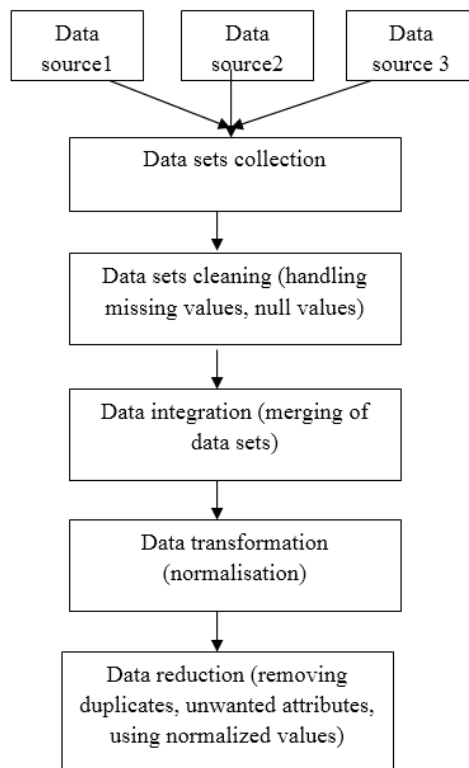 Data
source1
Data
source2
Data
source 3
Data sets collection
Data sets cleaning (handling
missing values, null values)
Data integration (merging of
data sets)
Data transformation
(normalisation)
Data reduction (removing
duplicates, unwanted attributes,
using normalized values)